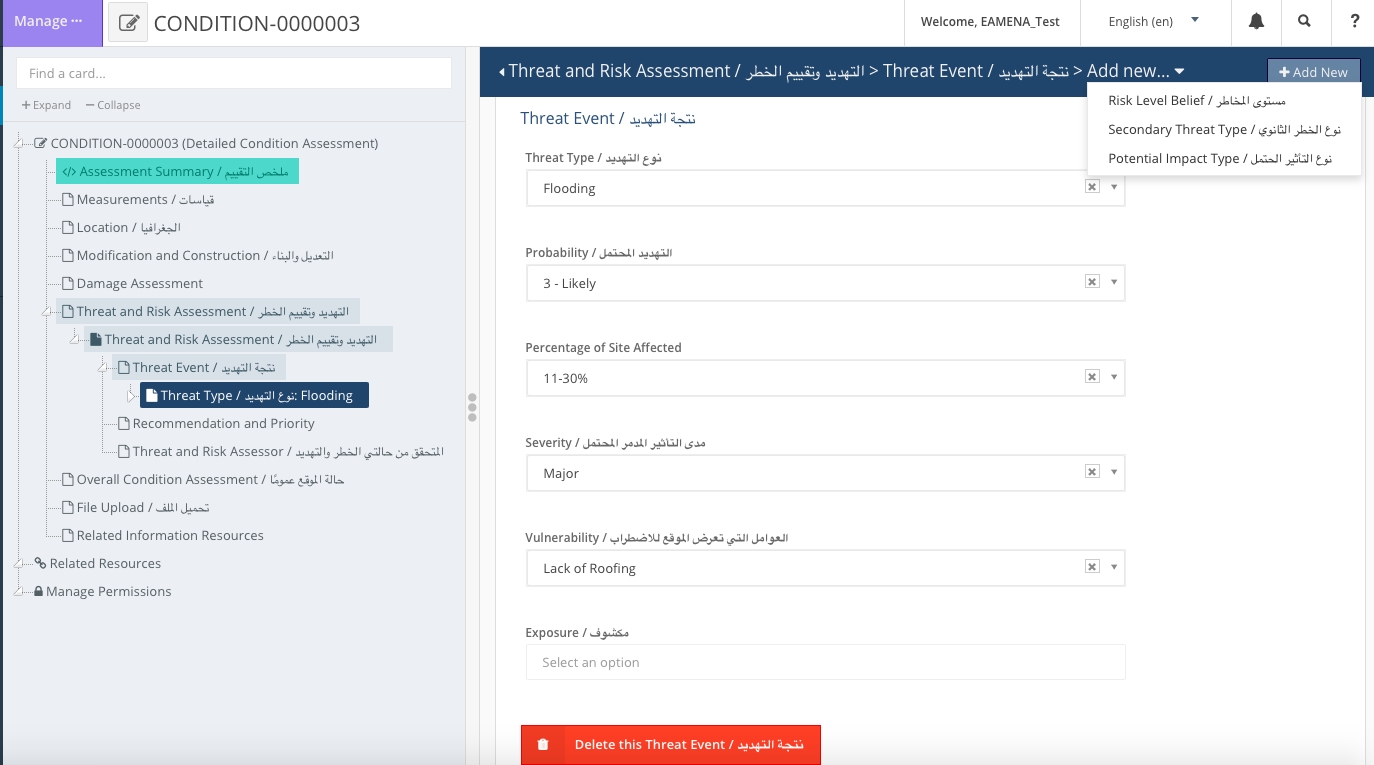 Manage ···
CONDITION-0000003
Welcome, EAMENA_Test
English (en)
?
Find a card...
+ Expand − Collapse
CONDITION-0000003 (Detailed Condition Assessment)
</> Assessment Summary / ملخص التقييم
Measurements / قياسات
Location / الجغرافيا
Modification and Construction / التعديل والبناء
Damage Assessment
Threat and Risk Assessment / التهديد وتقييم الخطر
Threat and Risk Assessment / التهديد وتقييم الخطر
Threat Event / نتجة التهديد
Threat Type / نوع التهديد: Flooding
Recommendation and Priority
Threat and Risk Assessor / المتحقق من حالتي الخطر والتهديد
Overall Condition Assessment / حالة الموقع عمومًا
File Upload / تحميل الملف
Related Information Resources
Related Resources
Manage Permissions
Threat and Risk Assessment / التهديد وتقييم الخطر > Threat Event / نتجة التهديد > Add new...
+ Add New
Risk Level Belief / مستوى المخاطر
Secondary Threat Type / نوع الخطر الثانوي
Potential Impact Type / نوع التأثير الحتمل
Threat Event / نتجة التهديد
Threat Type / نوع التهديد
Flooding
Probability / التهديد المحتمل
3 - Likely
Percentage of Site Affected
11-30%
Severity / مدى التاثير المدمر المحتمل
Major
Vulnerability / العوامل التي تعرض الموقع للاضطراب
Lack of Roofing
Exposure / مكشوف
Select an option
Delete this Threat Event / نتجة التهديد